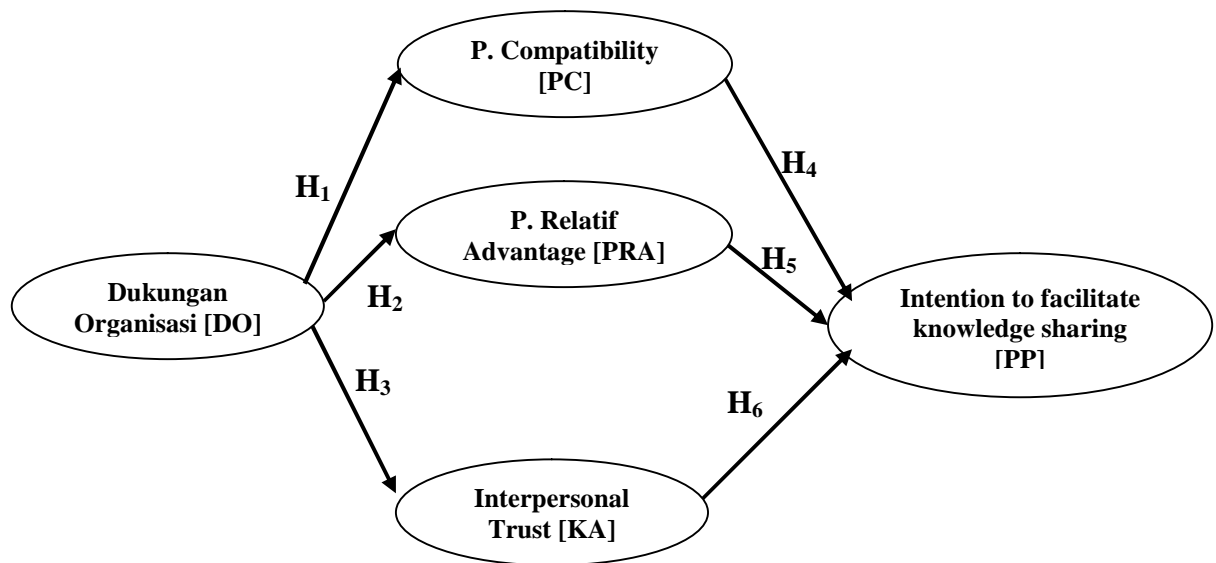 P. Compatibility
[PC]
H₁
H₄
P. Relatif
Advantage [PRA]
H₅
Dukungan
Organisasi [DO]
H₂
Intention to facilitate
knowledge sharing
[PP]
H₃
H₆
Interpersonal
Trust [KA]